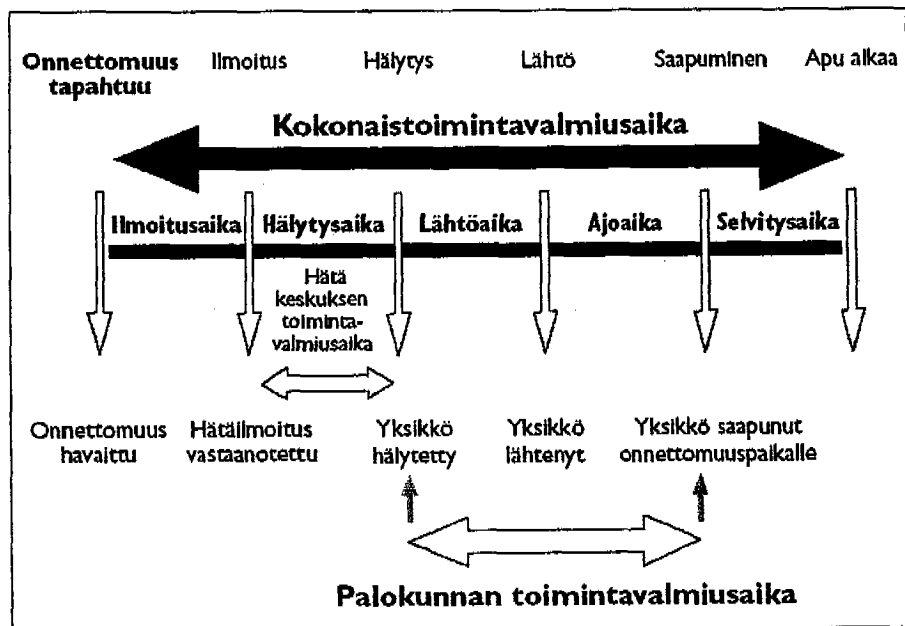 Onnettomuus Ilmoitus Hälytys Lähtö Saapuminen Apu alkaa
tapahtuu
Kokonaistoimintavalmiusaika
Ilmoitusaika Hälytysaika Lähtöaika Ajoaika Selvitysaika
Hätä
keskuksen
toiminta-
valmiusaika
Onnettomuus Hätäilmoitus Yksikkö Yksikkö Yksikkö saapunut
havaittu vastaanotettu hälytetty lähtenyt onnettomuuspaikalle
Palokunnan toimintavalmiusaika